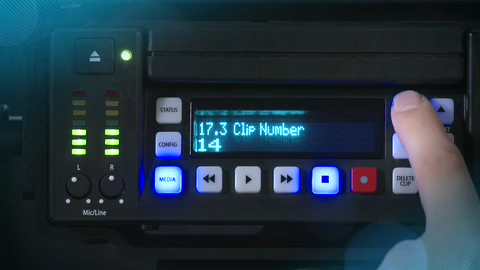 STATUS
17.3 Clip Number
14
CONFIG
MEDIA
L R
Mic/Line
DELETE
CLIP